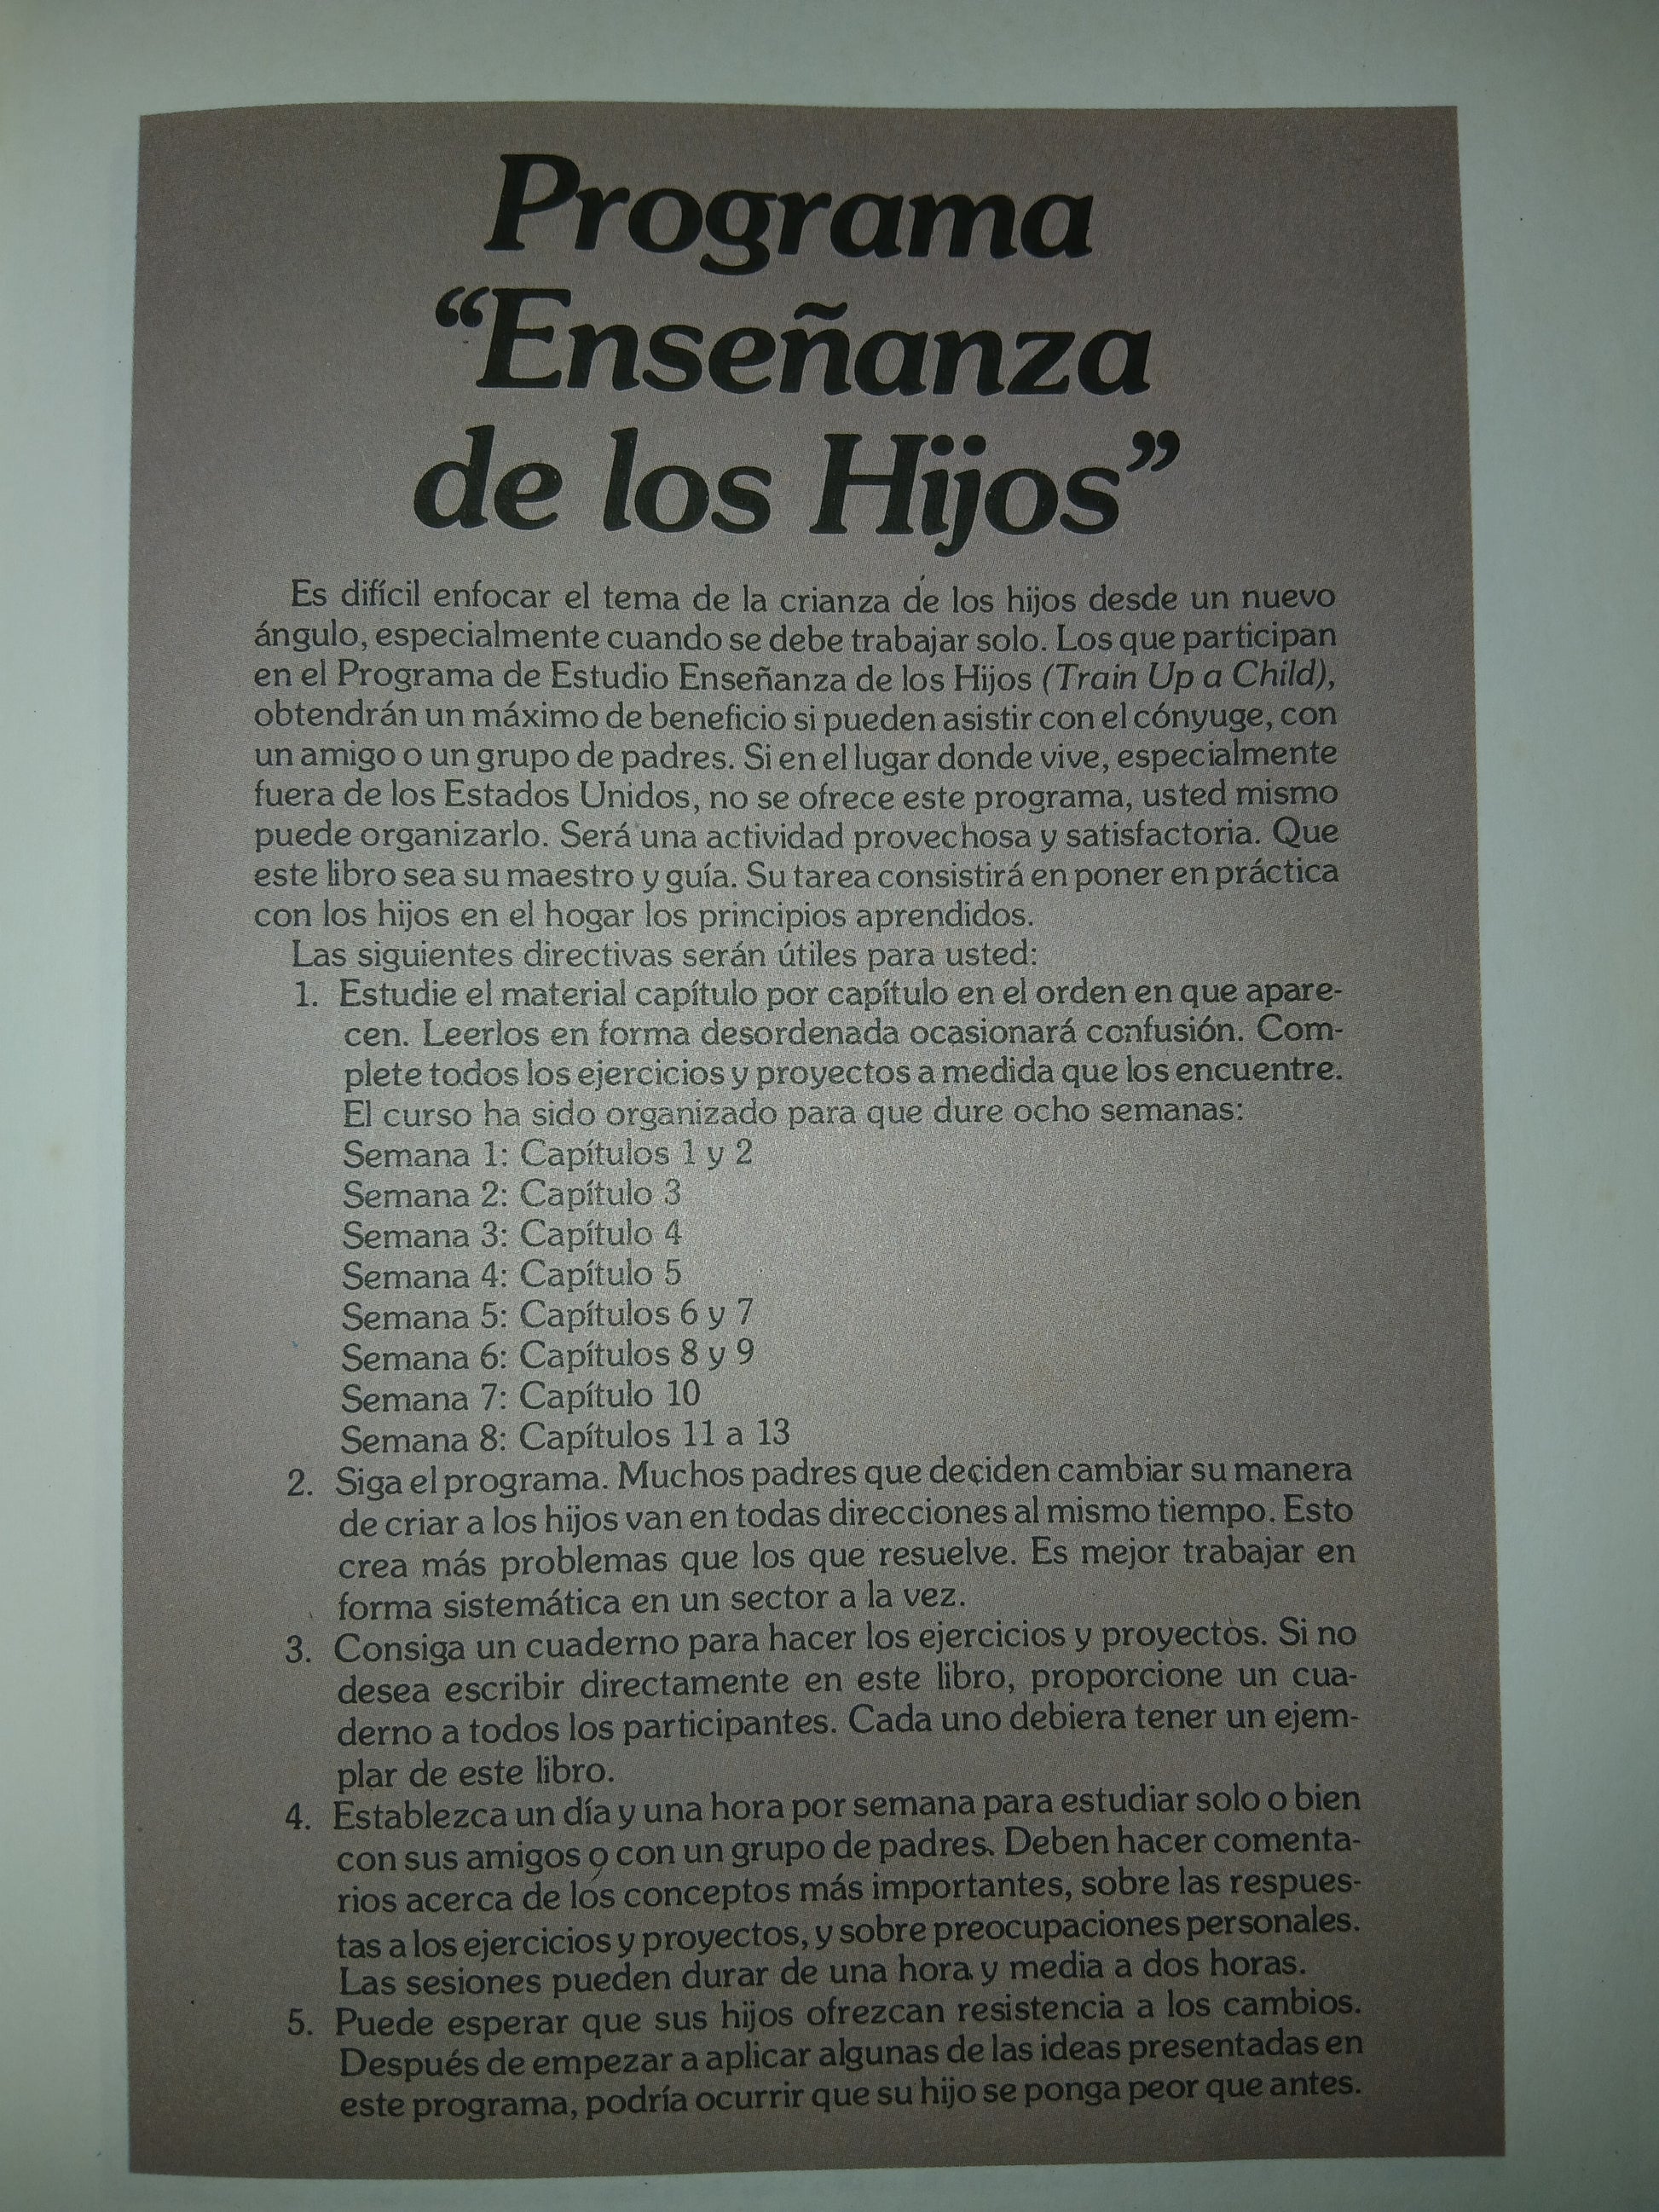 Programa
“Enseñanza
de los Hijos”
Es difícil enfocar el tema de la crianza de los hijos desde un nuevo
ángulo, especialmente cuando se debe trabajar solo. Los que participan
en el Programa de Estudio Enseñanza de los Hijos (Train Up a Child),
obtendrán un máximo de beneficio si pueden asistir con el cónyuge, con
un amigo o un grupo de padres. Si en el lugar donde vive, especialmente
fuera de los Estados Unidos, no se ofrece este programa, usted mismo
puede organizarlo. Será una actividad provechosa y satisfactoria. Que
este libro sea su maestro y guía. Su tarea consistirá en poner en práctica
con los hijos en el hogar los principios aprendidos.
Las siguientes directivas serán útiles para usted:
1. Estudie el material capítulo por capítulo en el orden en que apare-
cen. Leerlos en forma desordenada ocasionará confusión. Com-
plete todos los ejercicios y proyectos a medida que los encuentre.
El curso ha sido organizado para que dure ocho semanas:
Semana 1: Capítulos 1 y 2
Semana 2: Capítulo 3
Semana 3: Capítulo 4
Semana 4: Capítulo 5
Semana 5: Capítulos 6 y 7
Semana 6: Capítulos 8 y 9
Semana 7: Capítulo 10
Semana 8: Capítulos 11 a 13
2. Siga el programa. Muchos padres que deciden cambiar su manera
de criar a los hijos van en todas direcciones al mismo tiempo. Esto
crea más problemas que los que resuelve. Es mejor trabajar en
forma sistemática en un sector a la vez.
3. Consiga un cuaderno para hacer los ejercicios y proyectos. Si no
desea escribir directamente en este libro, proporcione un cua-
derno a todos los participantes. Cada uno debiera tener un ejem-
plar de este libro.
4. Establezca un día y una hora por semana para estudiar solo o bien
con sus amigos o con un grupo de padres. Deben hacer comenta-
rios acerca de los conceptos más importantes, sobre las respues-
tas a los ejercicios y proyectos, y sobre preocupaciones personales.
Las sesiones pueden durar de una hora y media a dos horas.
5. Puede esperar que sus hijos ofrezcan resistencia a los cambios.
Después de empezar a aplicar algunas de las ideas presentadas en
este programa, podría ocurrir que su hijo se ponga peor que antes.